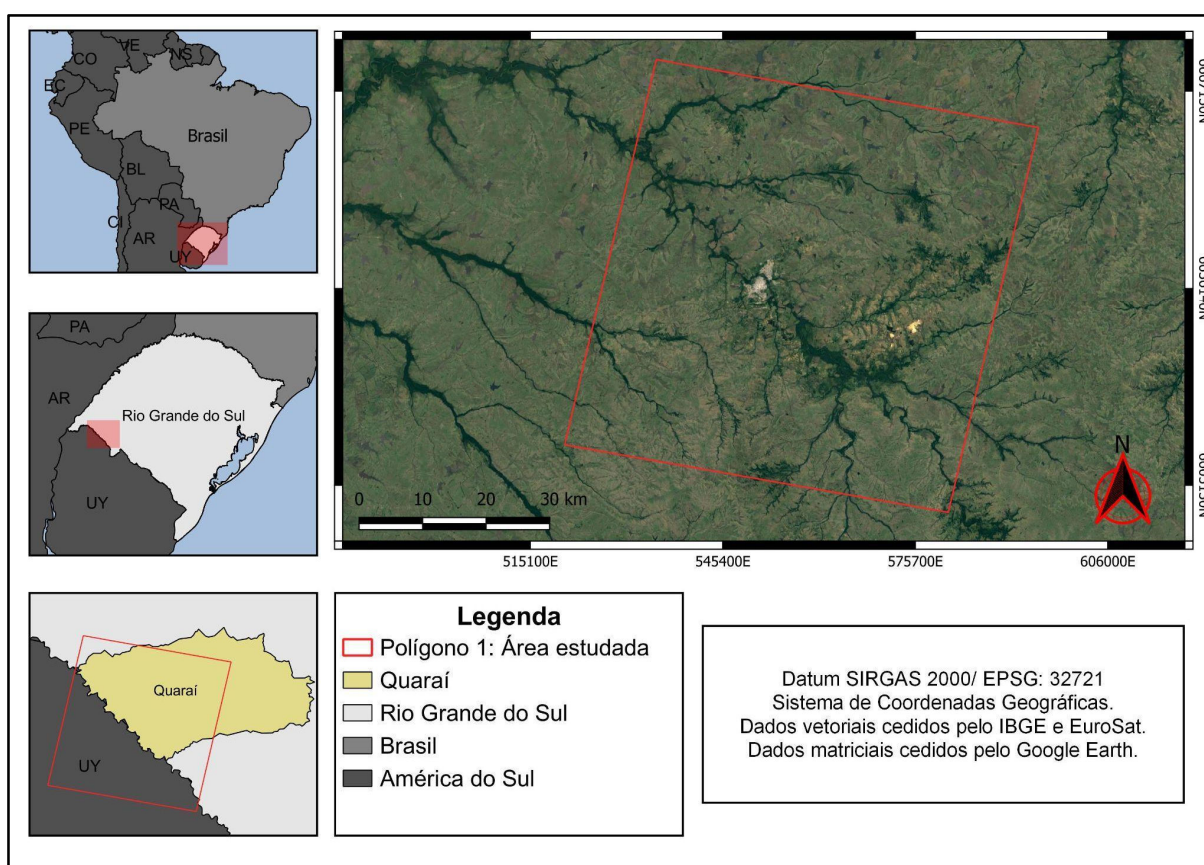 CO
VE
NS
EC
PE
Brasil
BL
PA
CI
AR
UY
PA
AR
Rio Grande do Sul
UY
Quaraí
UY
N
0 10 20 30 km
515100E 545400E 575700E 606000E
Legenda
Polígono 1: Área estudada
Quaraí
Rio Grande do Sul
Brasil
América do Sul
Datum SIRGAS 2000/ EPSG: 32721
Sistema de Coordenadas Geográficas.
Dados vetoriais cedidos pelo IBGE e EuroSat.
Dados matriciais cedidos pelo Google Earth.